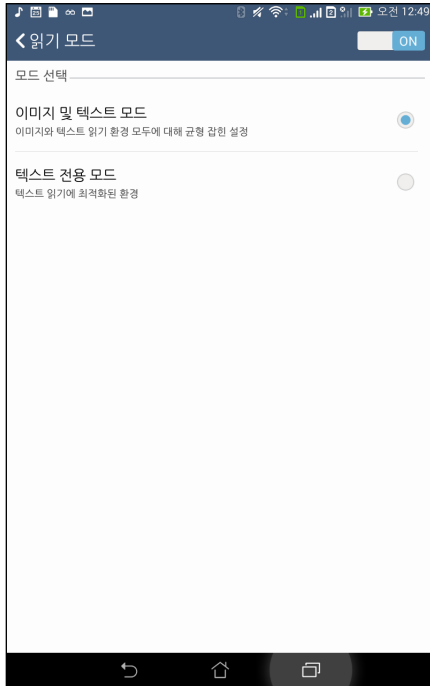 오전 12:49
읽기 모드
ON
모드 선택
이미지 및 텍스트 모드
이미지와 텍스트 읽기 환경 모두에 대해 균형 잡힌 설정
텍스트 전용 모드
텍스트 읽기에 최적화된 환경